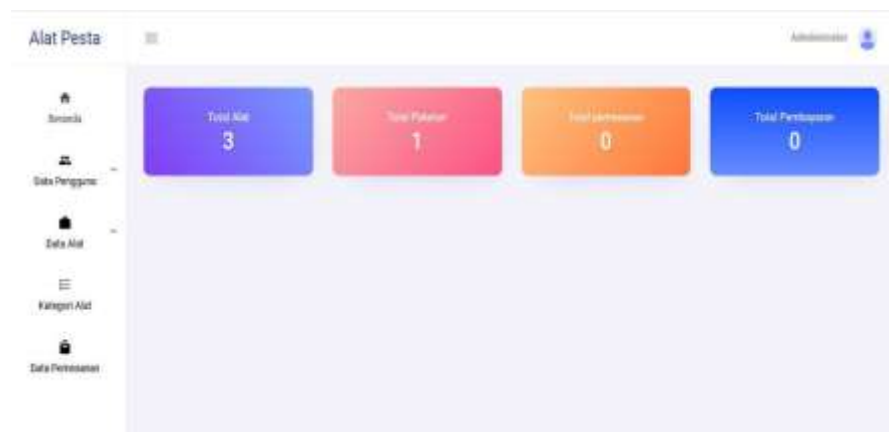 Alat Pesta
Administrator
Beranda
Data Pengguna
Data Alat
Kategori Alat
Data Pemesanan
Total Alat
3
Total
1
Total pemesanan
0
Total Pembayaran
0